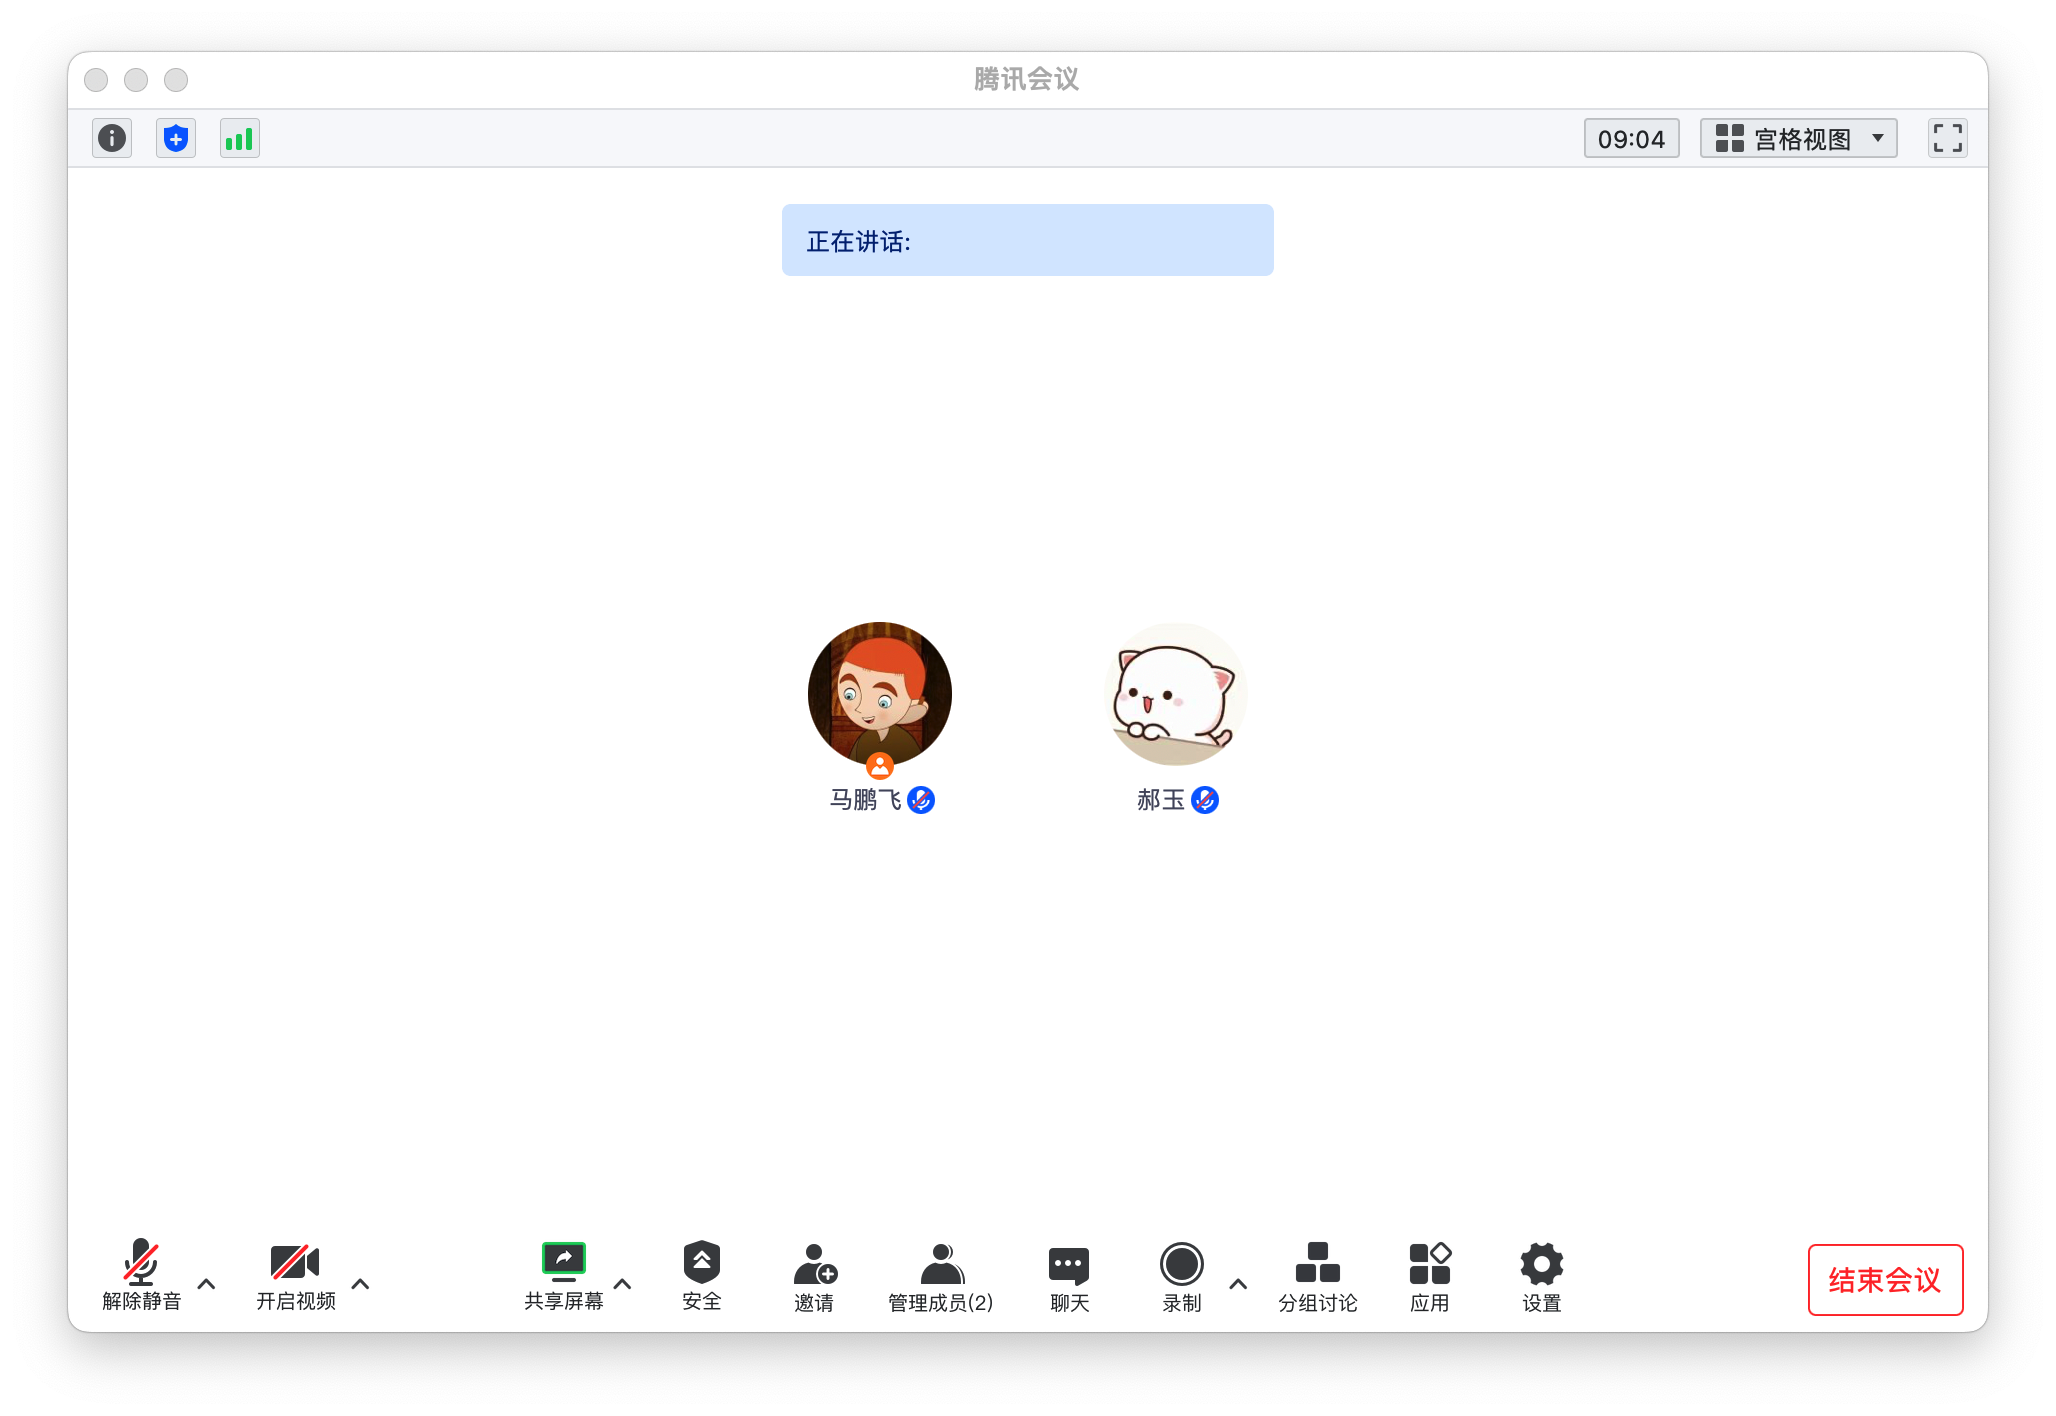 腾讯会议
09:04 宫格视图
正在讲话:
马鹏飞 郝玉
解除静音 开启视频 共享屏幕 安全 邀请 管理成员(2) 聊天 录制 分组讨论 应用 设置 结束会议